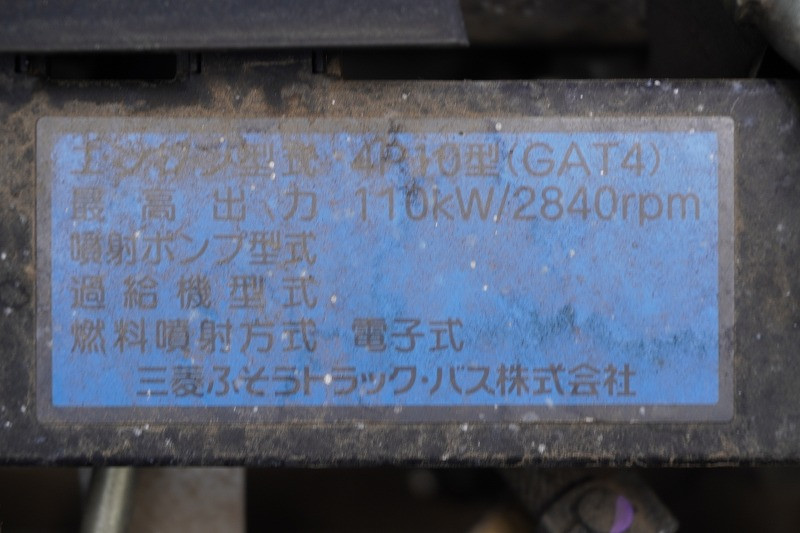 エンジン型式 4P10型(GAT4)
最高出力 110kW/2840rpm
噴射ポンプ型式
過給機型式
燃料噴射方式 電子式
三菱ふそうトラック・バス株式会社